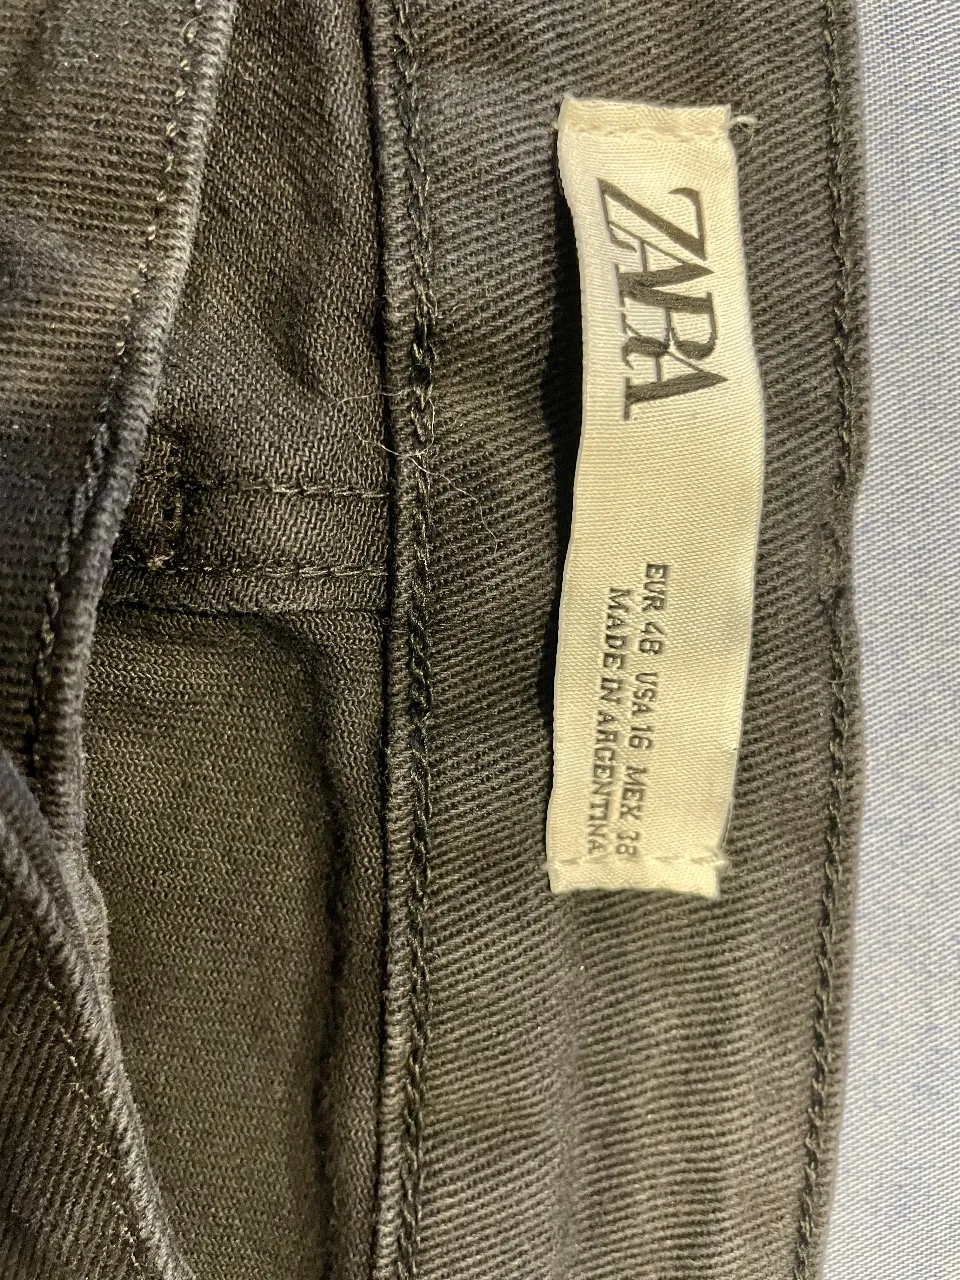 ZARA
EUR 48 USA 16 MEX 38
MADE IN ARGENTINA